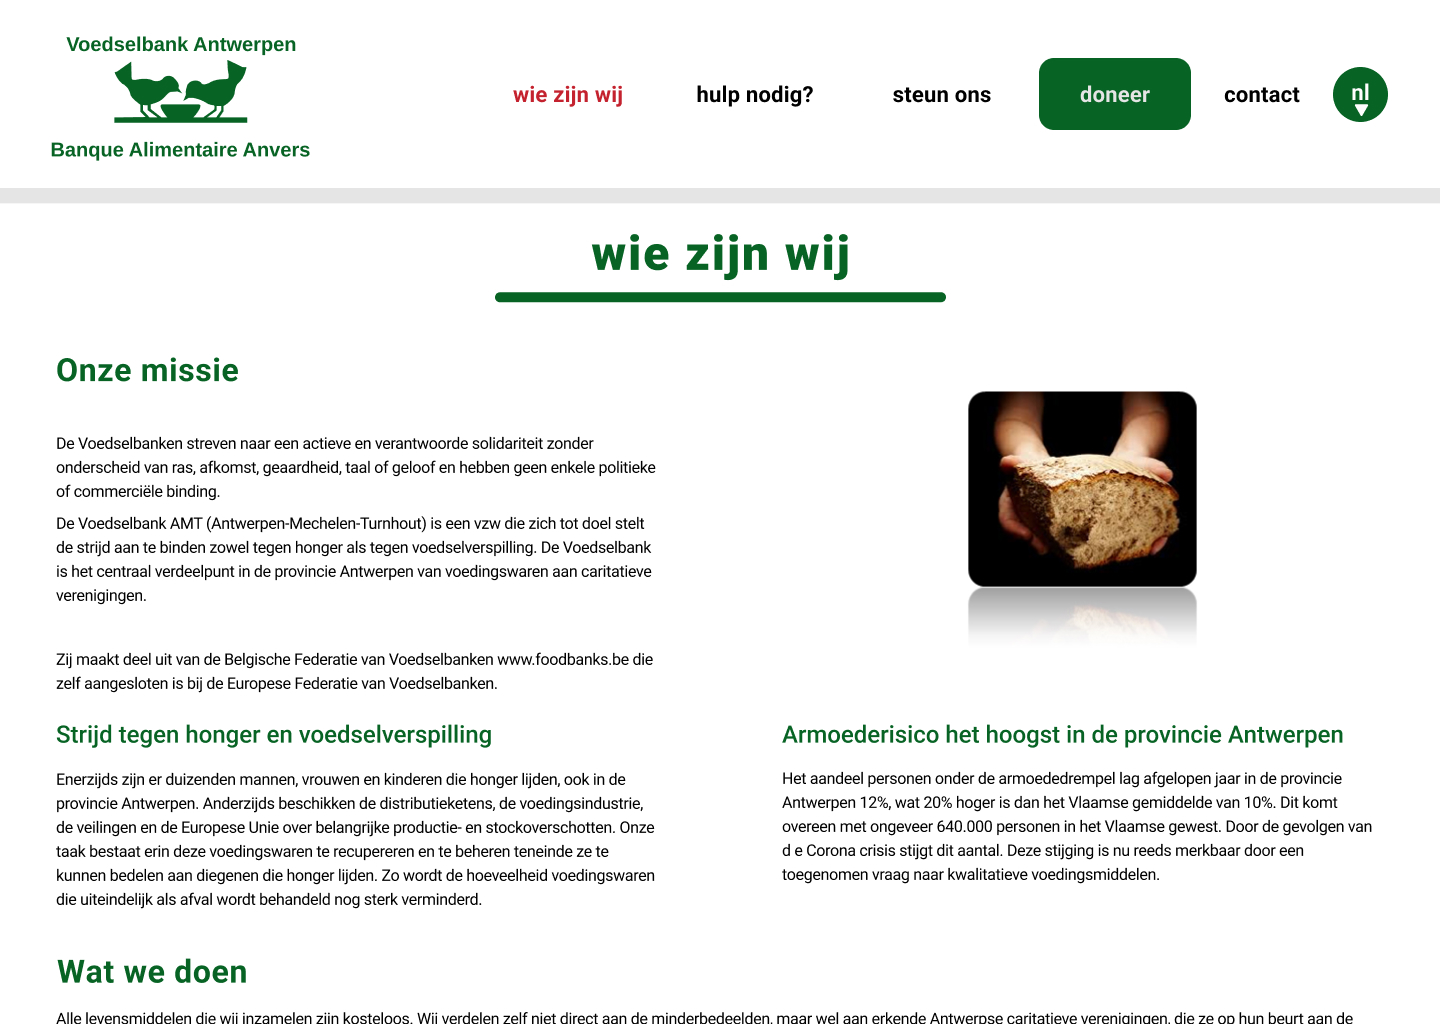 Voedselbank Antwerpen
Banque Alimentaire Anvers
wie zijn wij
hulp nodig?
steun ons
doneer
contact
nl
wie zijn wij
Onze missie
De Voedselbanken streven naar een actieve en verantwoorde solidariteit zonder
onderscheid van ras, afkomst, geaardheid, taal of geloof en hebben geen enkele politieke
of commerciële binding.
De Voedselbank AMT (Antwerpen-Mechelen-Turnhout) is een vzw die zich tot doel stelt
de strijd aan te binden zowel tegen honger als tegen voedselverspilling. De Voedselbank
is het centraal verdeelpunt in de provincie Antwerpen van voedingswaren aan caritatieve
verenigingen.
Zij maakt deel uit van de Belgische Federatie van Voedselbanken www.foodbanks.be die
zelf aangesloten is bij de Europese Federatie van Voedselbanken.
Strijd tegen honger en voedselverspilling
Enerzijds zijn er duizenden mannen, vrouwen en kinderen die honger lijden, ook in de
provincie Antwerpen. Anderzijds beschikken de distributieketens, de voedingsindustrie,
de veilingen en de Europese Unie over belangrijke productie- en stockoverschotten. Onze
taak bestaat erin deze voedingswaren te recupereren en te beheren teneinde ze te
kunnen bedelen aan diegenen die honger lijden. Zo wordt de hoeveelheid voedingswaren
die uiteindelijk als afval wordt behandeld nog sterk verminderd.
Armoederisico het hoogst in de provincie Antwerpen
Het aandeel personen onder de armoededrempel lag afgelopen jaar in de provincie
Antwerpen 12%, wat 20% hoger is dan het Vlaamse gemiddelde van 10%. Dit komt
overeen met ongeveer 640.000 personen in het Vlaamse gewest. Door de gevolgen van
d e Corona crisis stijgt dit aantal. Deze stijging is nu reeds merkbaar door een
toegenomen vraag naar kwalitatieve voedingsmiddelen.
Wat we doen
Alle levensmiddelen die wij inzamelen zijn kosteloos. Wij verdelen zelf niet direct aan de minderbedeelden, maar wel aan erkende Antwerpse caritatieve verenigingen, die ze op hun beurt aan de